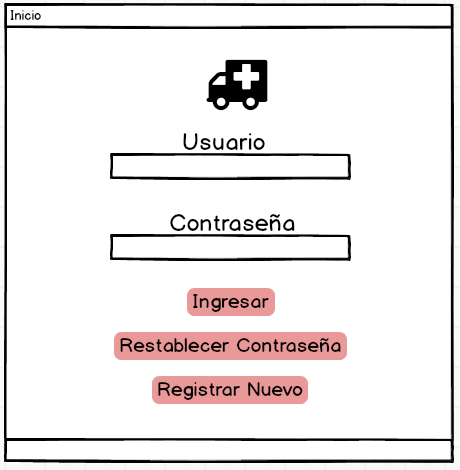 Inicio
Usuario
Contraseña
Ingresar
Restablecer Contraseña
Registrar Nuevo